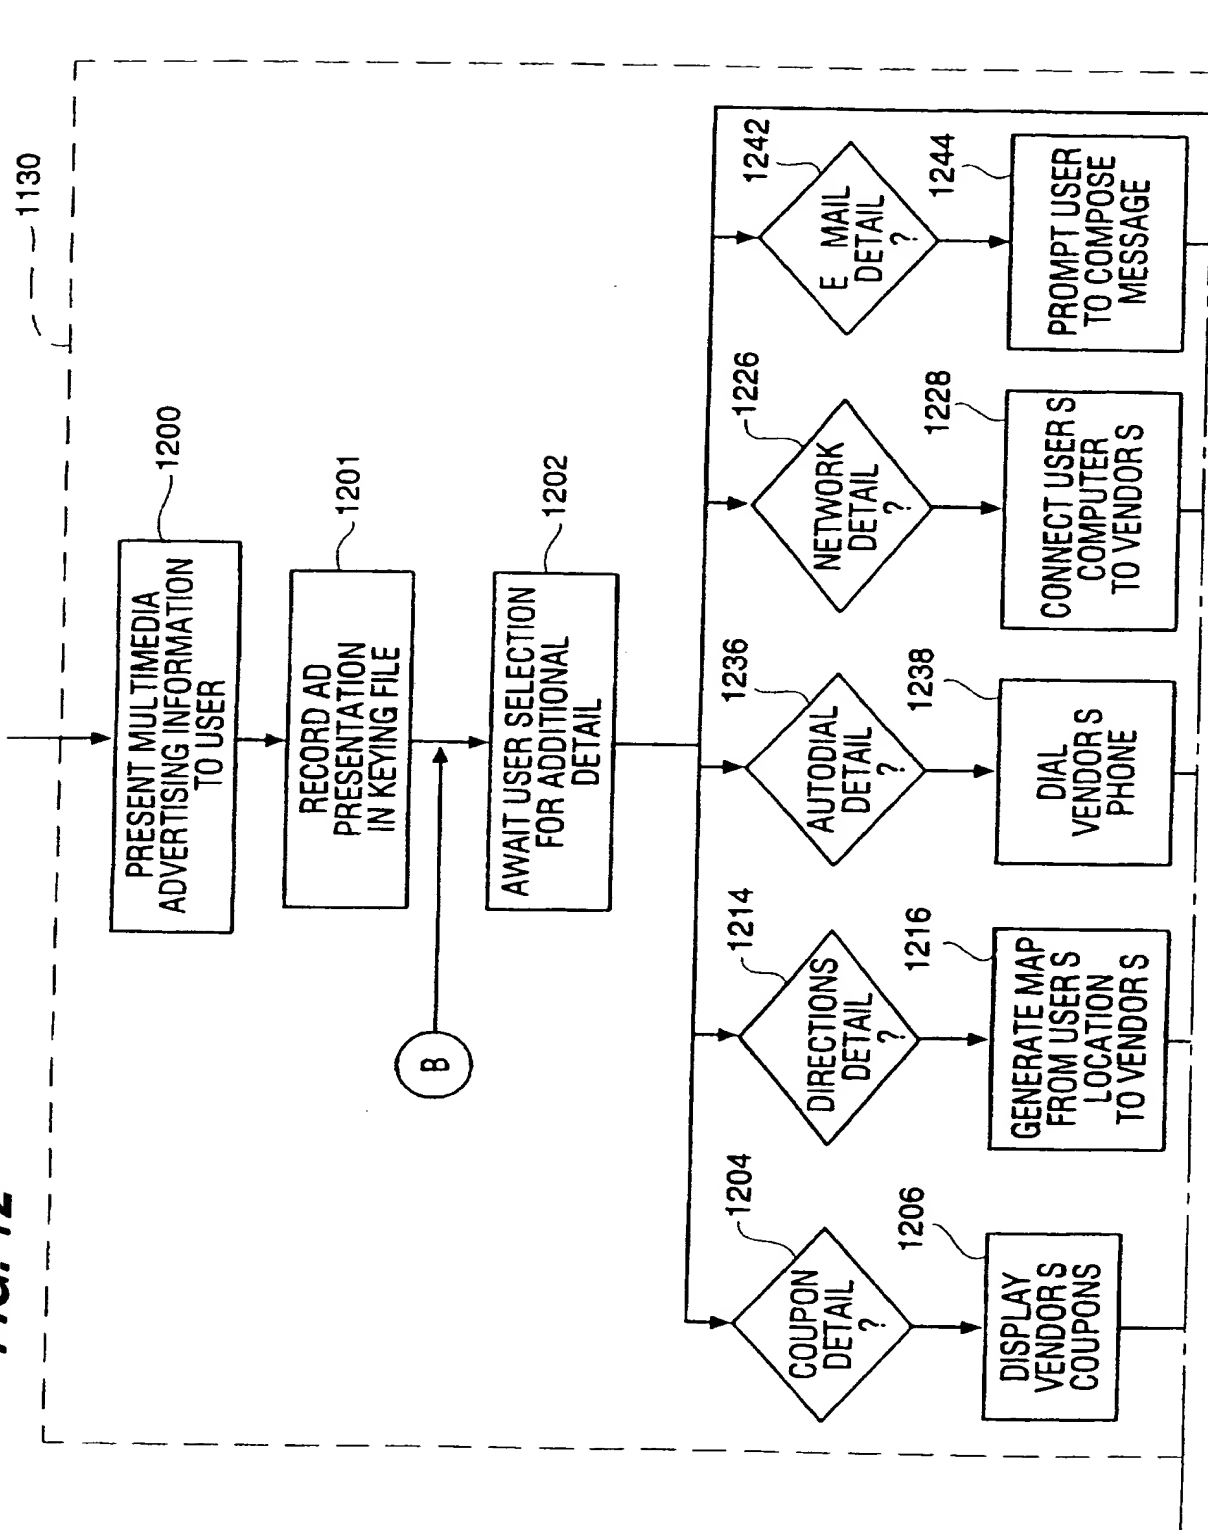 1130
PRESENT MULTIMEDIA
ADVERTISING INFORMATION
TO USER
1200
RECORD AD
PRESENTATION
IN KEYING FILE
1201
B
AWAIT USER SELECTION
FOR ADDITIONAL
DETAIL
1202
COUPON
DETAIL
?
1204
DIRECTIONS
DETAIL
?
1214
AUTODIAL
DETAIL
?
1236
NETWORK
DETAIL
?
1226
E MAIL
DETAIL
?
1242
DISPLAY
VENDOR S
COUPONS
1206
GENERATE MAP
FROM USER S
LOCATION
TO VENDOR S
1216
DIAL
VENDOR S
PHONE
1238
CONNECT USER S
COMPUTER
TO VENDOR S
1228
PROMPT USER
TO COMPOSE
MESSAGE
1244